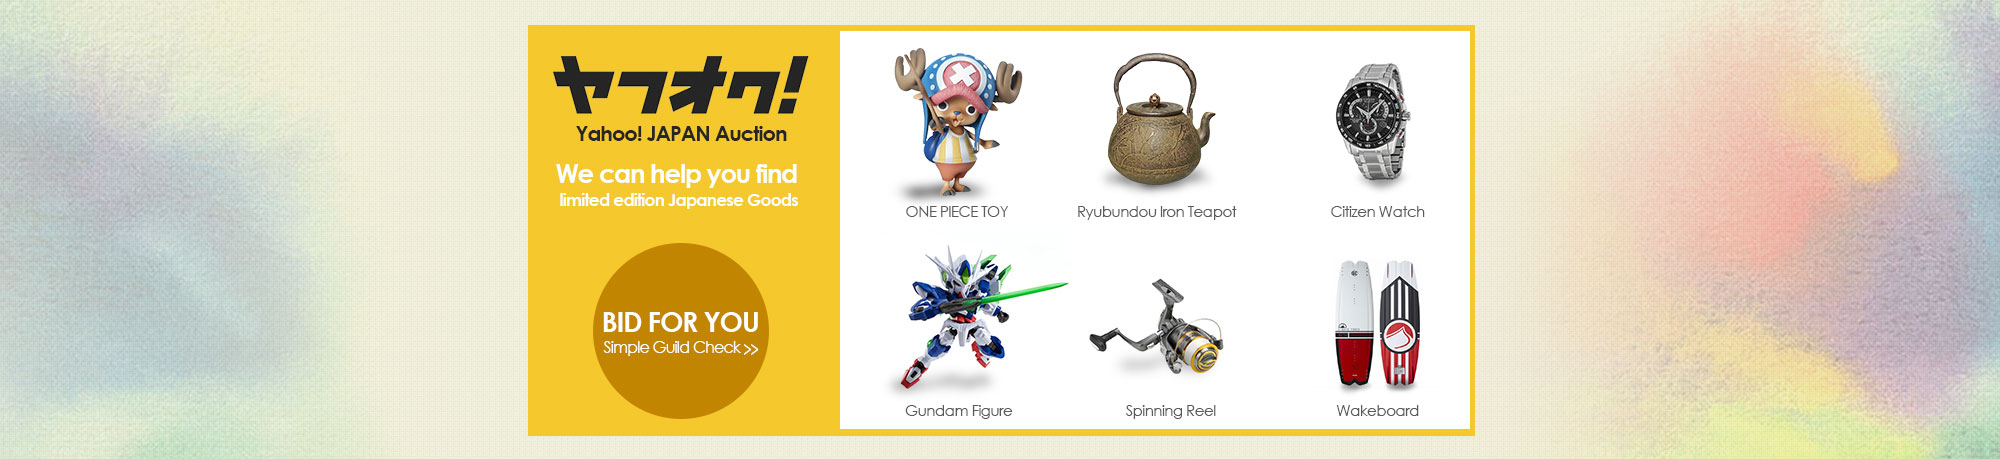 ヤフオク!
Yahoo! JAPAN Auction
We can help you find
limited edition Japanese Goods
BID FOR YOU
Simple Guild Check >>
ONE PIECE TOY
Ryubundou Iron Teapot
Citizen Watch
Gundam Figure
Spinning Reel
Wakeboard